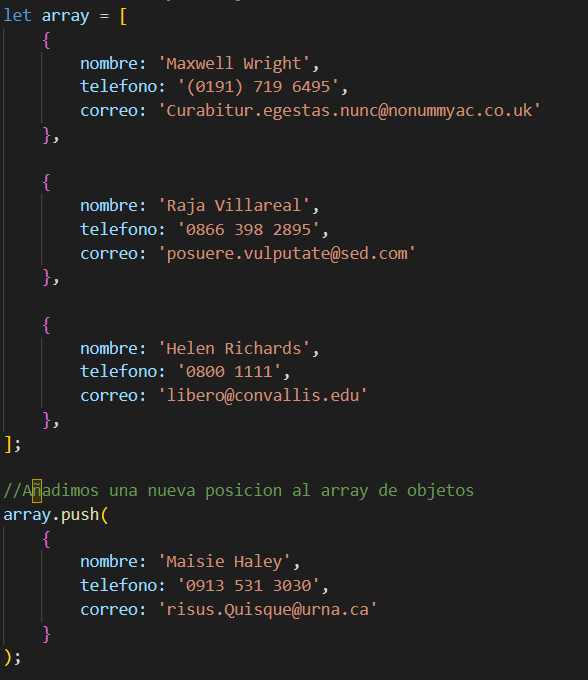 let array = [
{
nombre: 'Maxwell Wright',
telefono: '(0191) 719 6495',
correo: 'Curabitur.egestas.nunc@nonummyac.co.uk'
},
{
nombre: 'Raja Villareal',
telefono: '0866 398 2895',
correo: 'posuere.vulputate@sed.com'
},
{
nombre: 'Helen Richards',
telefono: '0800 1111',
correo: 'libero@convallis.edu'
},
];
//Añadimos una nueva posicion al array de objetos
array.push(
{
nombre: 'Maisie Haley',
telefono: '0913 531 3030',
correo: 'risus.Quisque@urna.ca'
}
);